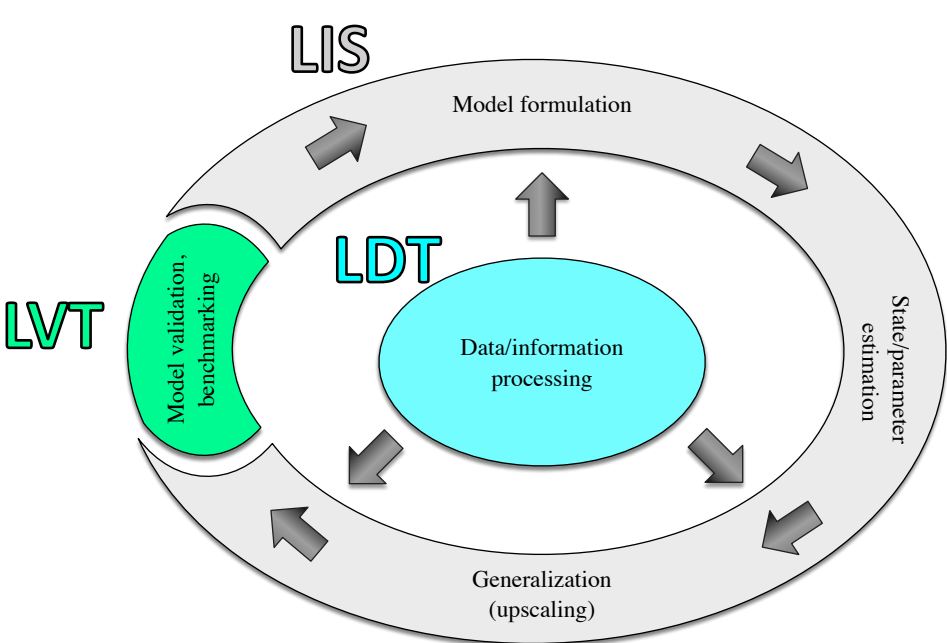 LIS
Model formulation
LDT
LVT
Model validation,
benchmarking
Data/information
processing
State/parameter
estimation
Generalization
(upscaling)